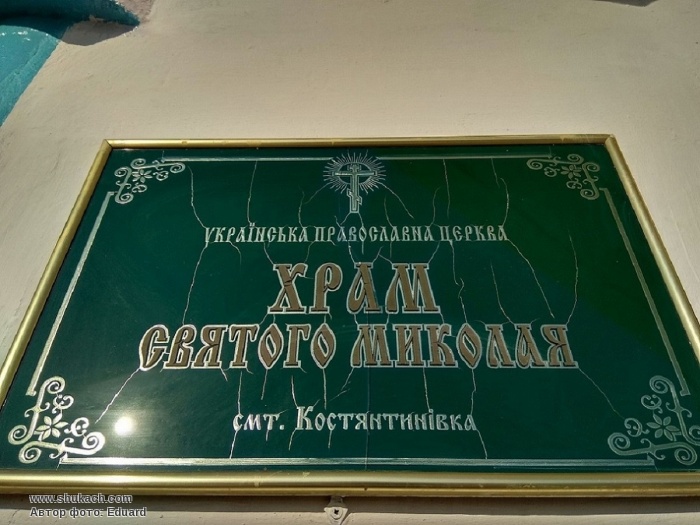 УКРАЇНСЬКА ПРАВОСЛАВНА ЦЕРКВА
ХРАМ
СВЯТОГО МИКОЛАЯ
смт. Костянтинівка
www.shukach.com
Автор фото: Eduard